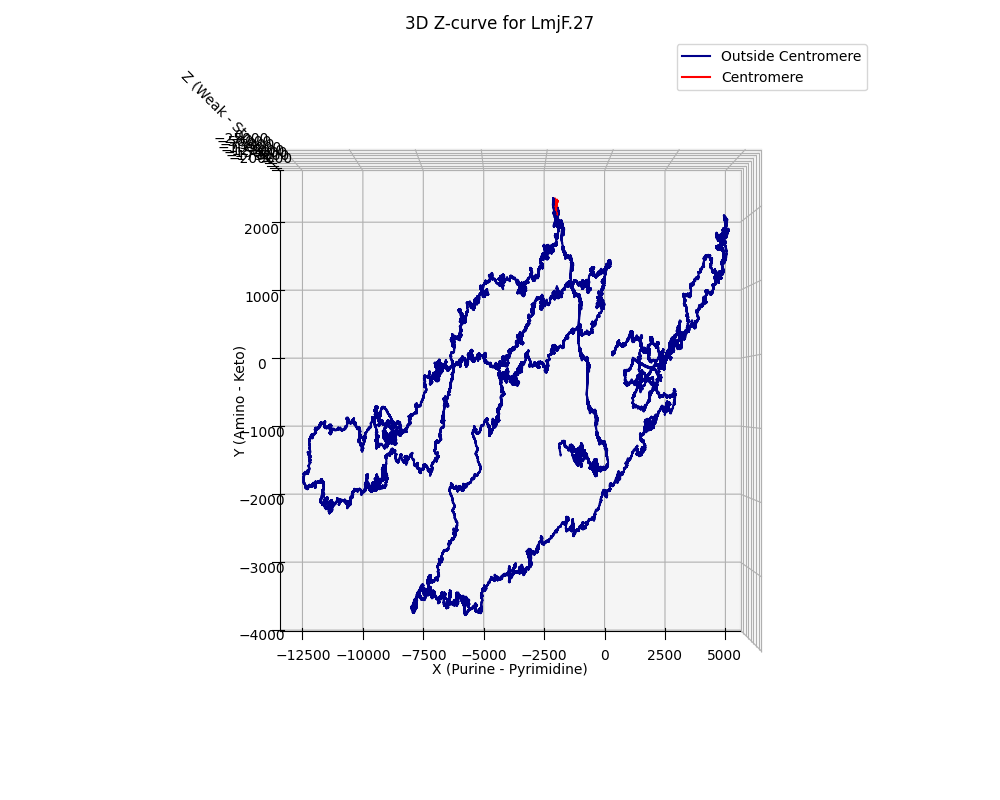 3D Z-curve for LmjF.27
Outside Centromere
Centromere
Z (Weak -
2000
1000
0
−1000
−2000
−3000
−4000
Y (Amino - Keto)
−12500 −10000 −7500 −5000 −2500 0 2500 5000
X (Purine - Pyrimidine)